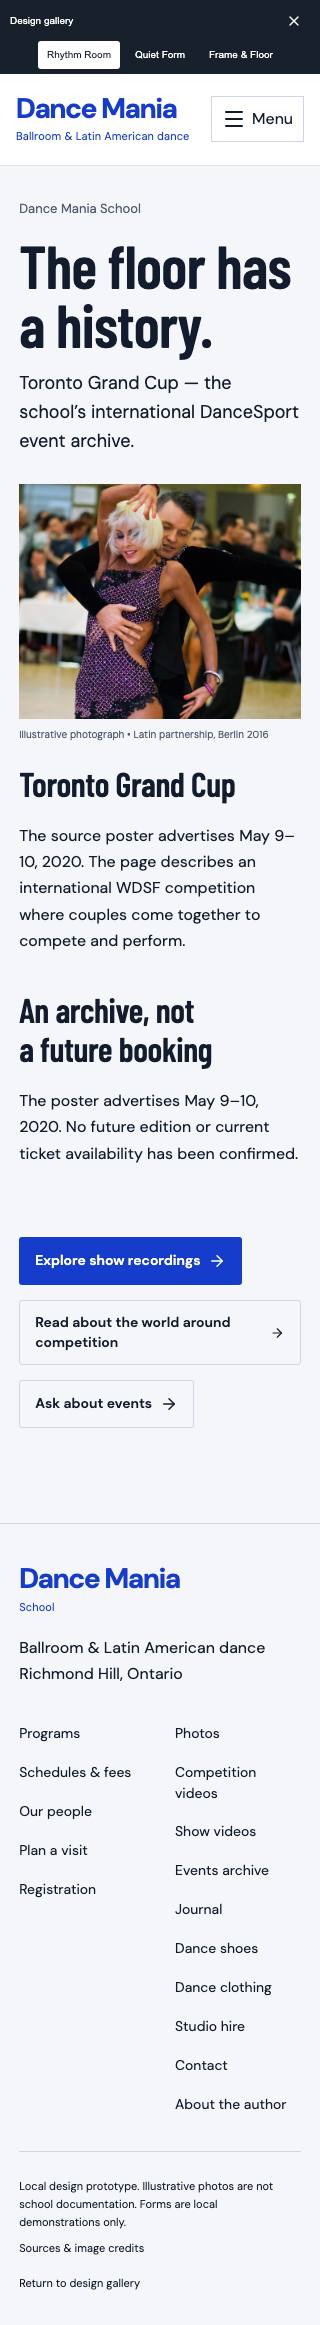 Design gallery
Rhythm Room
Quiet Form
Frame & Floor
Dance Mania
Ballroom & Latin American dance
Menu
Dance Mania School
The floor has
a history.
Toronto Grand Cup — the
school’s international DanceSport
event archive.
Illustrative photograph • Latin partnership, Berlin 2016
Toronto Grand Cup
The source poster advertises May 9–
10, 2020. The page describes an
international WDSF competition
where couples come together to
compete and perform.
An archive, not
a future booking
The poster advertises May 9–10,
2020. No future edition or current
ticket availability has been confirmed.
Explore show recordings
Read about the world around
competition
Ask about events
Dance Mania
School
Ballroom & Latin American dance
Richmond Hill, Ontario
Programs
Schedules & fees
Our people
Plan a visit
Registration
Photos
Competition
videos
Show videos
Events archive
Journal
Dance shoes
Dance clothing
Studio hire
Contact
About the author
Local design prototype. Illustrative photos are not
school documentation. Forms are local
demonstrations only.
Sources & image credits
Return to design gallery